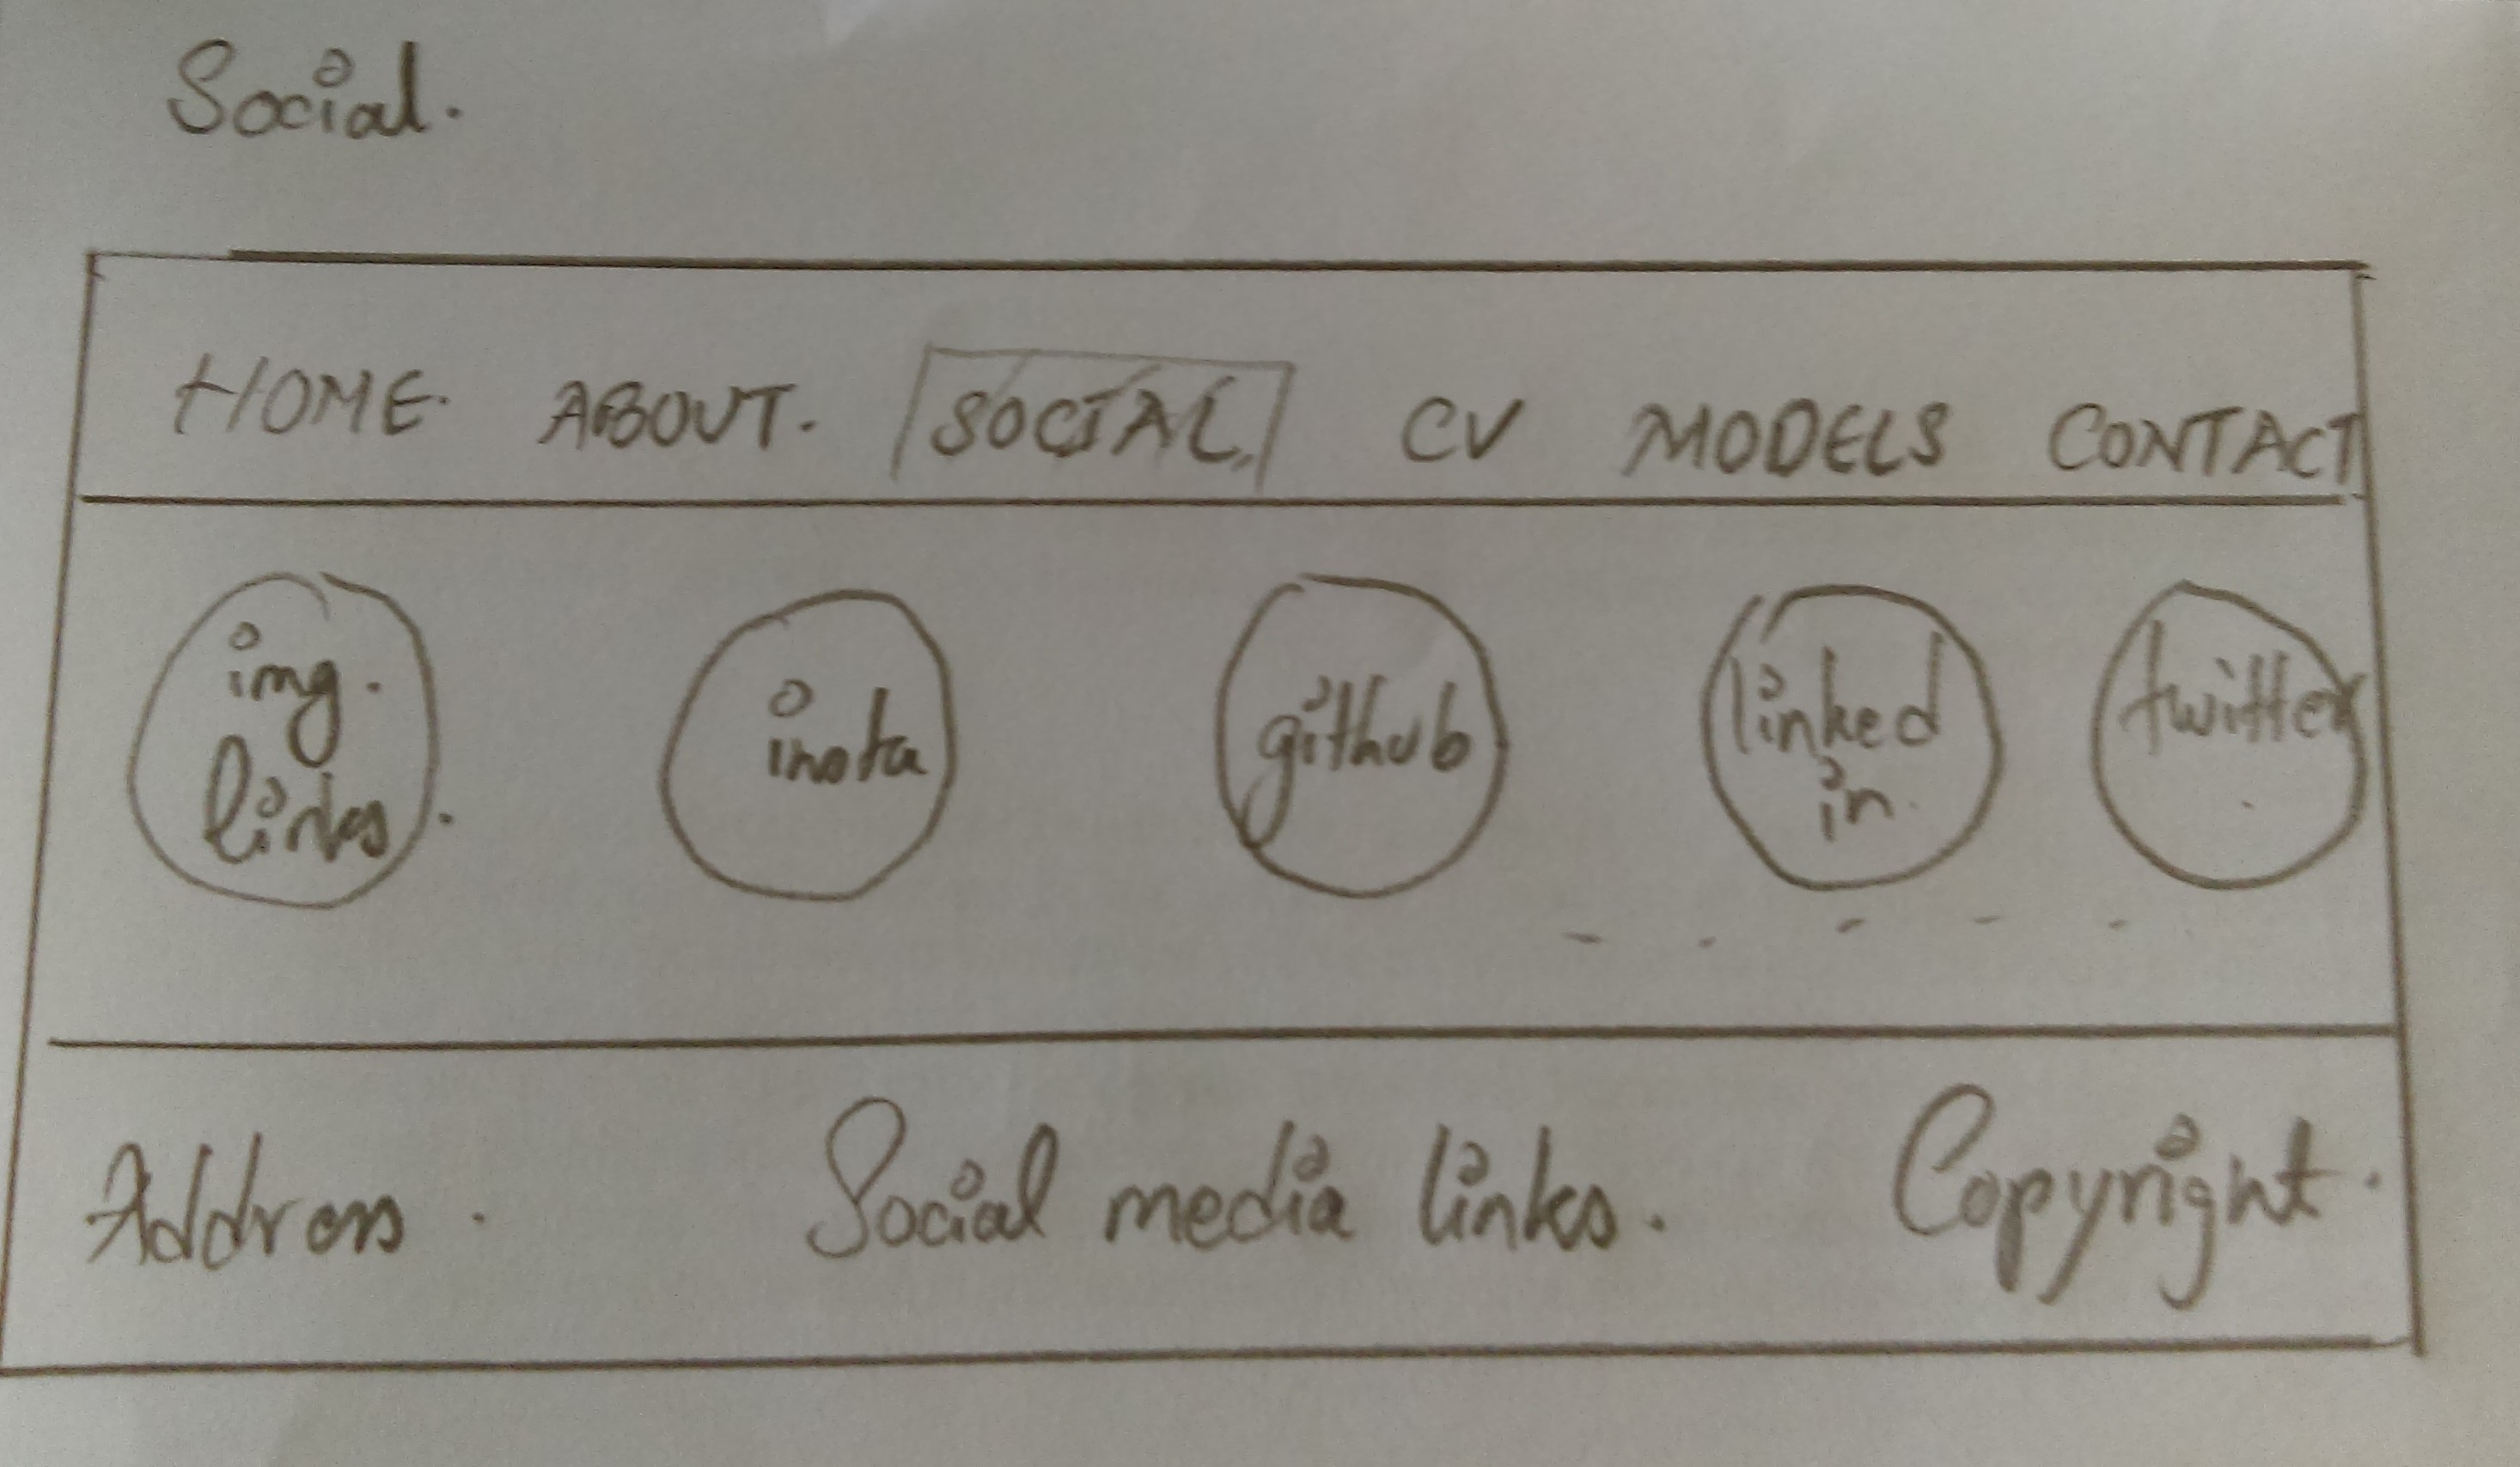 Social.
HOME. ABOUT. SOCIAL. CV MODELS CONTACT
img.
links.
insta
github
linked
in.
twitter
Address.
Social media links.
Copyright.